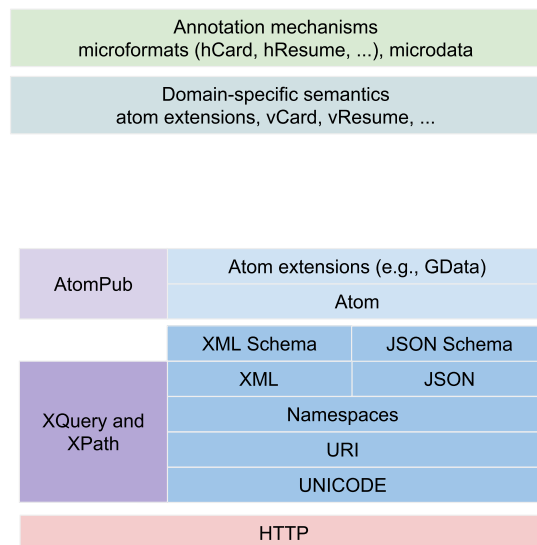 Annotation mechanisms
microformats (hCard, hResume, ...), microdata
Domain-specific semantics
atom extensions, vCard, vResume, ...
AtomPub
Atom extensions (e.g., GData)
Atom
XML Schema
JSON Schema
XQuery and
XPath
XML
JSON
Namespaces
URI
UNICODE
HTTP